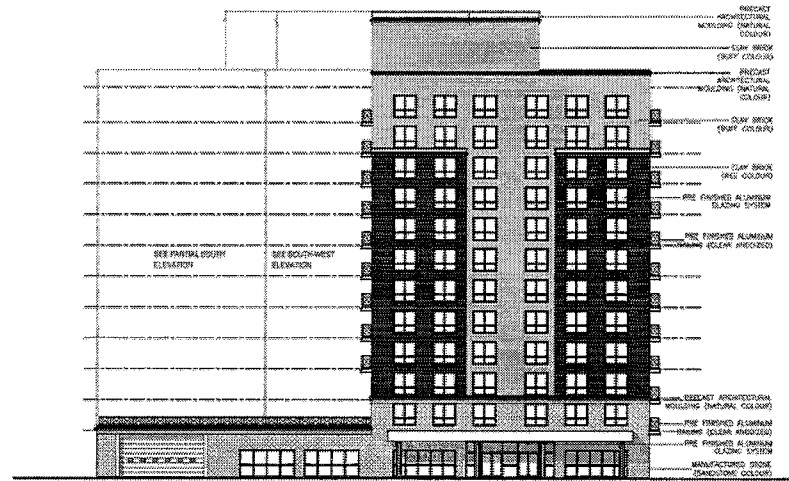 PRECAST
ARCHITECTURAL
MOULDING (NATURAL
COLOUR)
CLAY BRICK
(BUFF COLOUR)
PRECAST
ARCHITECTURAL
MOULDING (NATURAL
COLOUR)
CLAY BRICK
(BUFF COLOUR)
CLAY BRICK
(RED COLOUR)
PRE FINISHED ALUMINUM
GLAZING SYSTEM
PRE FINISHED ALUMINUM
RAILING (CLEAR ANODIZED)
SEE PARTIAL SOUTH
ELEVATION
SEE SOUTH-WEST
ELEVATION
PRECAST ARCHITECTURAL
MOULDING (NATURAL COLOUR)
PRE FINISHED ALUMINUM
RAILING (CLEAR ANODIZED)
PRE FINISHED ALUMINUM
GLAZING SYSTEM
MANUFACTURED STONE
(SANDSTONE COLOUR)